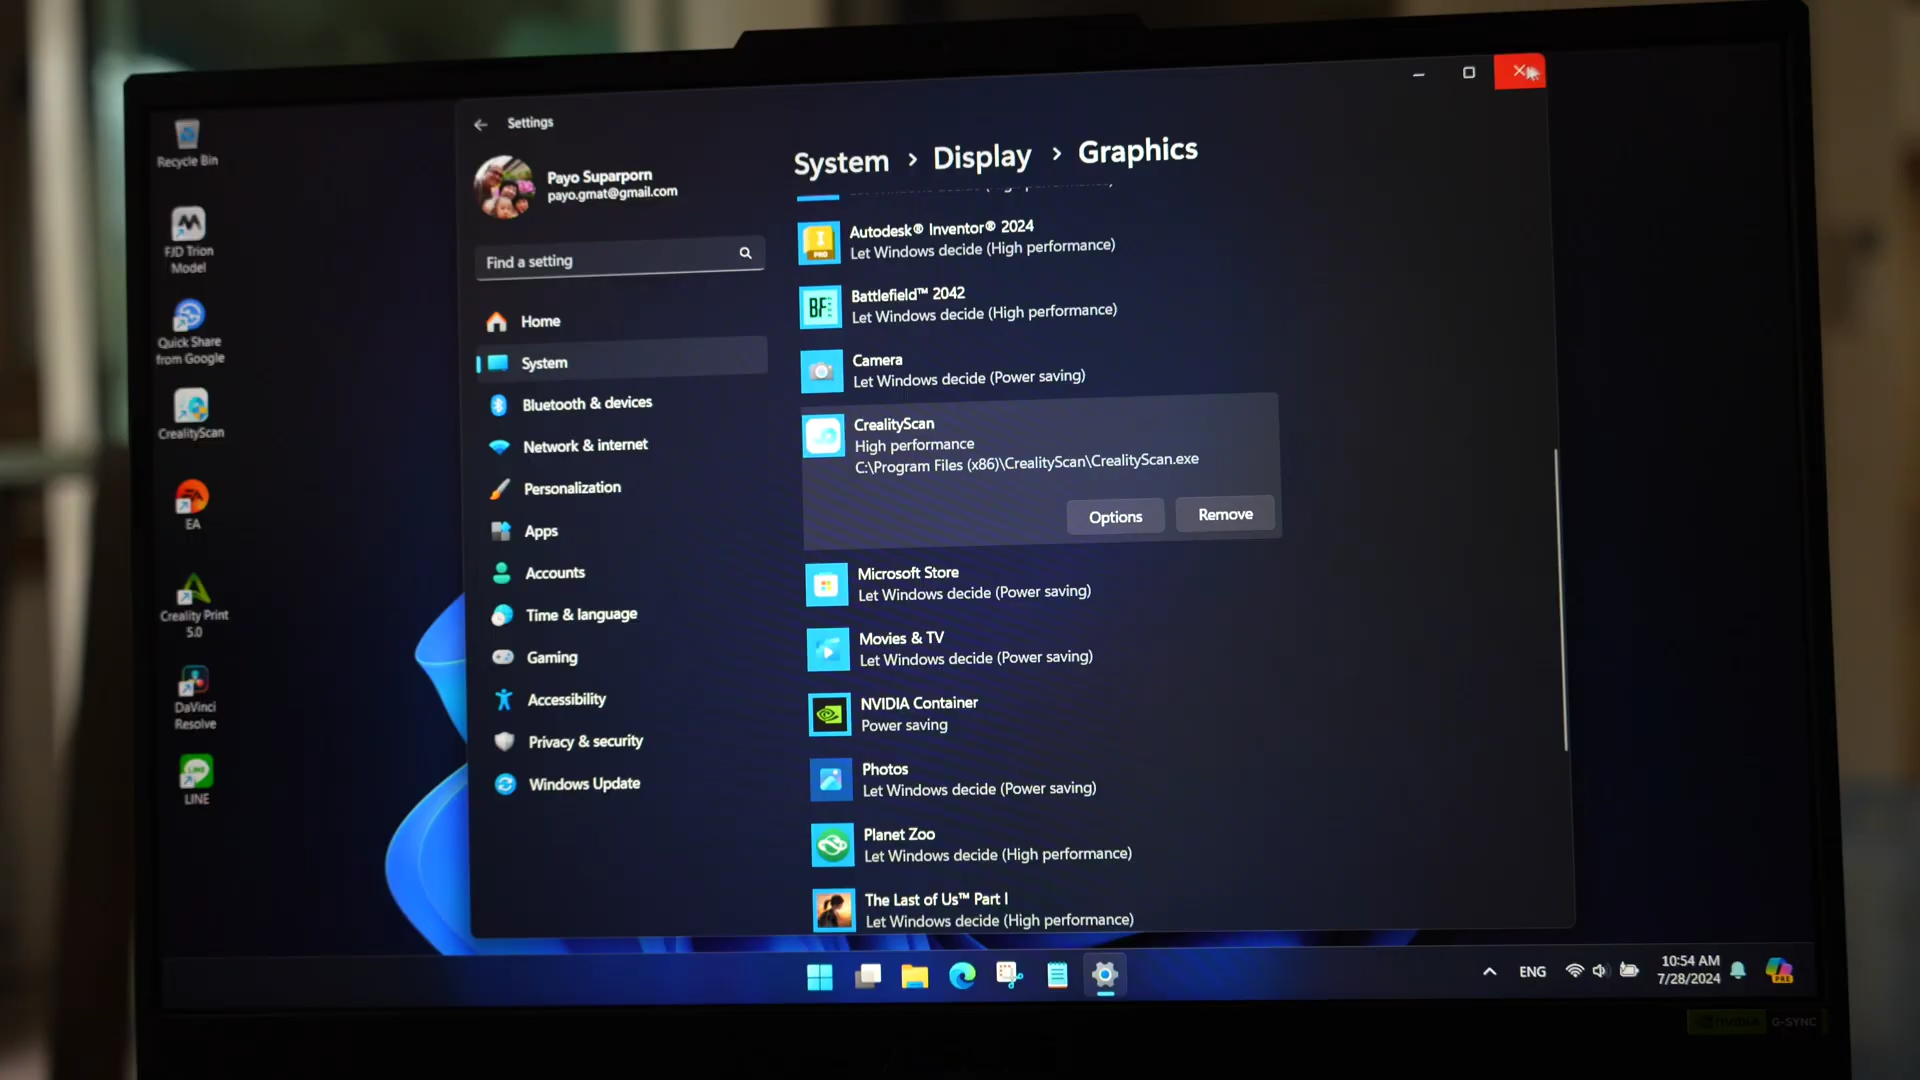 Recycle Bin
FJD Trion
Model
Quick Share
from Google
CrealityScan
EA
Creality Print
5.0
DaVinci
Resolve
LINE
LINE
Settings
Payo Suparporn
payo.gmat@gmail.com
Find a setting
Home
System
Bluetooth & devices
Network & internet
Personalization
Apps
Accounts
Time & language
Gaming
Accessibility
Privacy & security
Windows Update
System › Display › Graphics
Autodesk® Inventor® 2024
Let Windows decide (High performance)
I
PRO
Battlefield™ 2042
Let Windows decide (High performance)
BF
Camera
Let Windows decide (Power saving)
CrealityScan
High performance
C:\Program Files (x86)\CrealityScan\CrealityScan.exe
Options
Remove
Microsoft Store
Let Windows decide (Power saving)
Movies & TV
Let Windows decide (Power saving)
NVIDIA Container
Power saving
Photos
Let Windows decide (Power saving)
Planet Zoo
Let Windows decide (High performance)
The Last of Us™ Part I
Let Windows decide (High performance)
ENG
10:54 AM
7/28/2024
PRE
NVIDIA G-SYNC